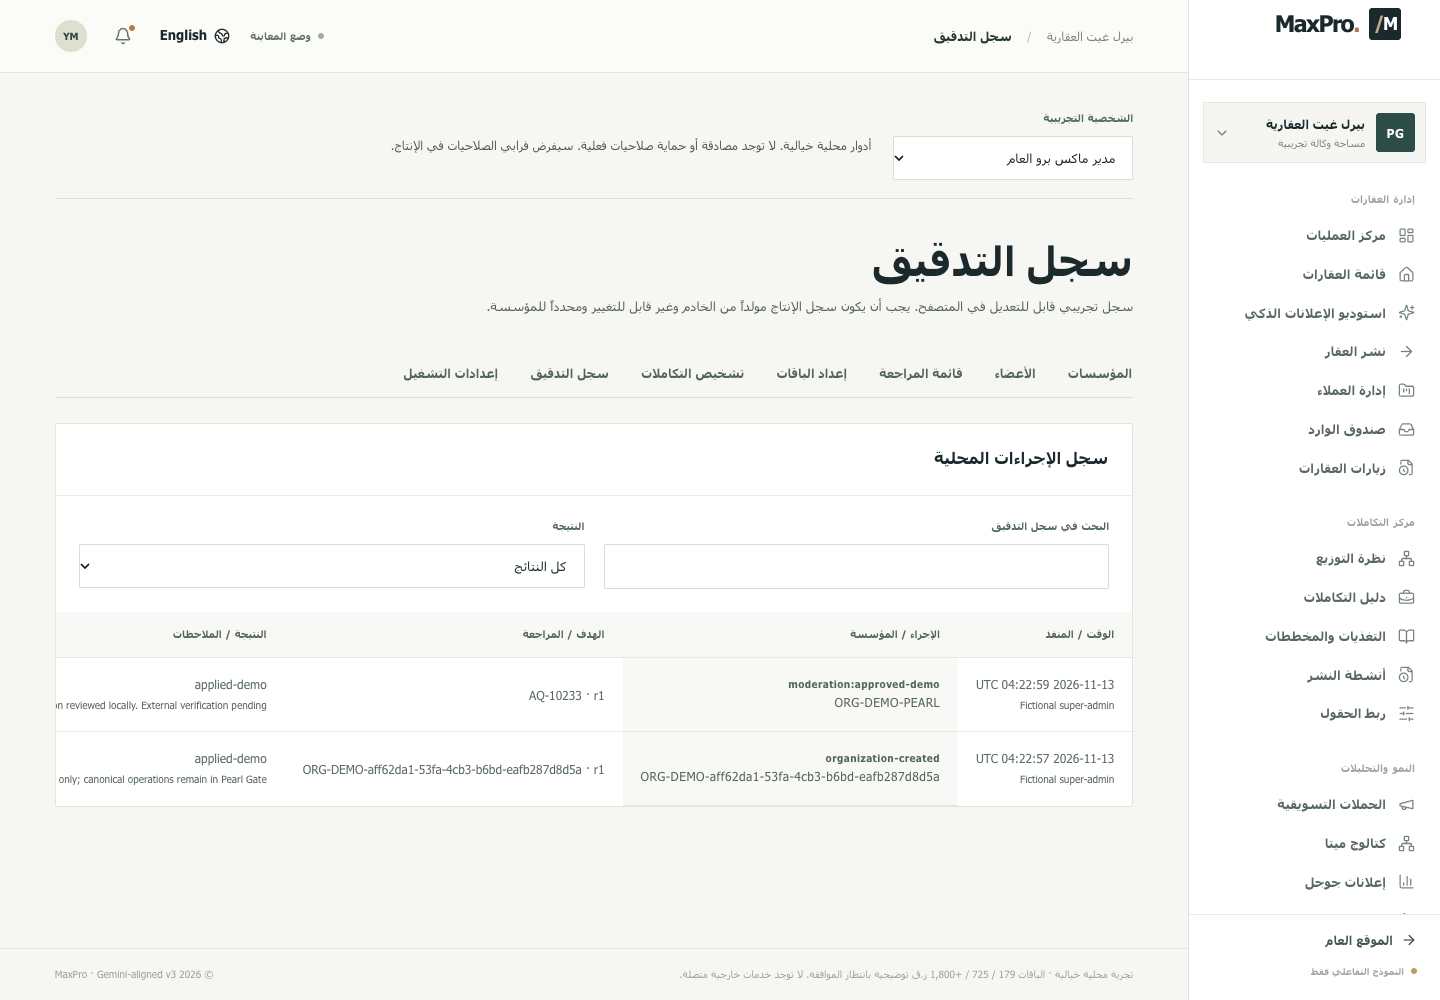 MaxPro. /M
بيرل غيت العقارية / سجل التدقيق
وضع المعاينة
English
YM
PG
بيرل غيت العقارية
مساحة وكالة تجريبية
إدارة العقارات
مركز العمليات
قائمة العقارات
استوديو الإعلانات الذكي
نشر العقار
إدارة العملاء
صندوق الوارد
زيارات العقارات
مركز التكاملات
نظرة التوزيع
دليل التكاملات
التغذيات والمخططات
أنشطة النشر
ربط الحقول
النمو والتحليلات
الحملات التسويقية
كتالوج ميتا
إعلانات جوجل
الموقع العام
النموذج التفاعلي فقط
الشخصية التجريبية
مدير ماكس برو العام
أدوار محلية خيالية. لا توجد مصادقة أو حماية صلاحيات فعلية. سيفرض فرابي الصلاحيات في الإنتاج.
سجل التدقيق
سجل تجريبي قابل للتعديل في المتصفح. يجب أن يكون سجل الإنتاج مولداً من الخادم وغير قابل للتغيير ومحدداً للمؤسسة.
المؤسسات
الأعضاء
قائمة المراجعة
إعداد الباقات
تشخيص التكاملات
سجل التدقيق
إعدادات التشغيل
سجل الإجراءات المحلية
البحث في سجل التدقيق
النتيجة
كل النتائج
الوقت / المنفذ
الإجراء / المؤسسة
الهدف / المراجعة
النتيجة / الملاحظات
UTC 04:22:59 2026-11-13
Fictional super-admin
moderation:approved-demo
ORG-DEMO-PEARL
AQ-10233 · r1
applied-demo
n reviewed locally. External verification pending
UTC 04:22:57 2026-11-13
Fictional super-admin
organization-created
ORG-DEMO-aff62da1-53fa-4cb3-b6bd-eafb287d8d5a
ORG-DEMO-aff62da1-53fa-4cb3-b6bd-eafb287d8d5a · r1
applied-demo
only; canonical operations remain in Pearl Gate
تجربة محلية خيالية · الباقات 179 / 725 / +1,800 ر.ق توضيحية بانتظار الموافقة. لا توجد خدمات خارجية متصلة.
MaxPro · Gemini-aligned v3 2026 ©